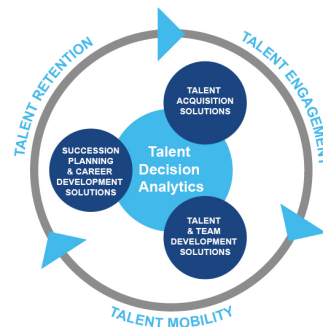 TALENT RETENTION
TALENT ENGAGEMENT
TALENT
ACQUISITION
SOLUTIONS
SUCCESSION
PLANNING
& CAREER
DEVELOPMENT
SOLUTIONS
Talent
Decision
Analytics
TALENT
& TEAM
DEVELOPMENT
SOLUTIONS
TALENT MOBILITY